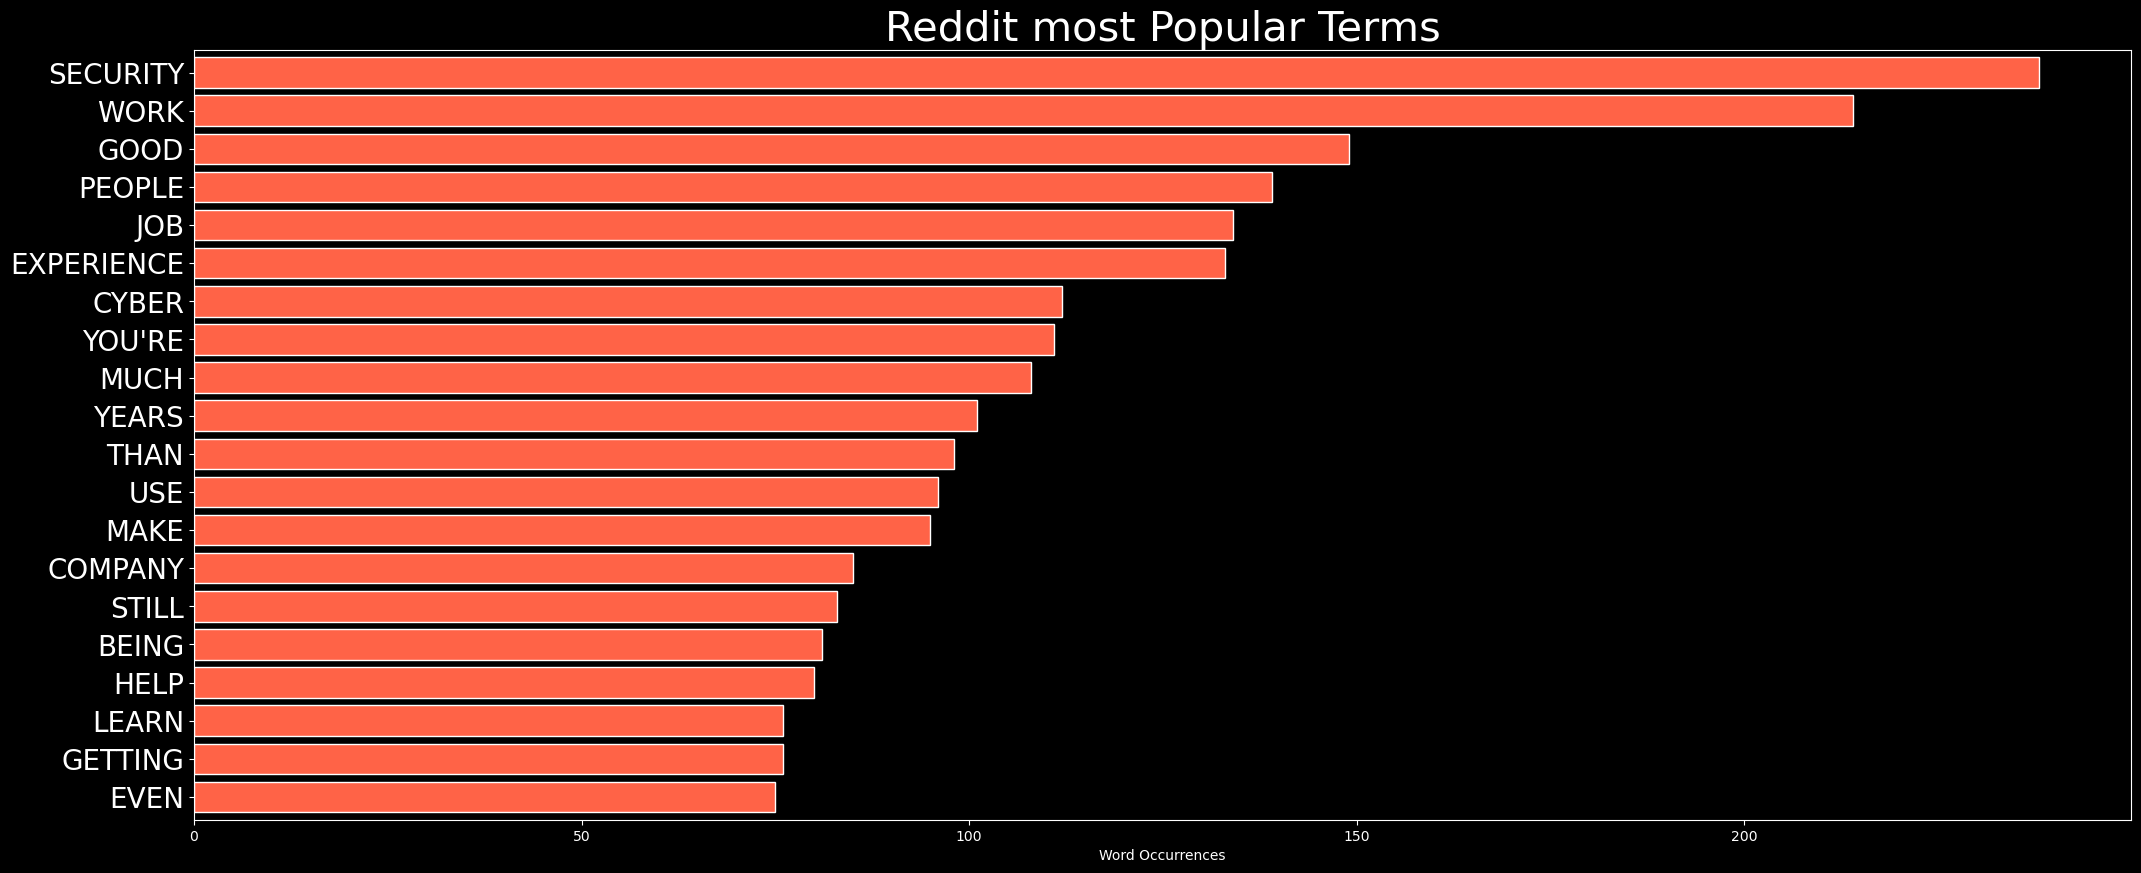 Reddit most Popular Terms
SECURITY
WORK
GOOD
PEOPLE
JOB
EXPERIENCE
CYBER
YOU'RE
MUCH
YEARS
THAN
USE
MAKE
COMPANY
STILL
BEING
HELP
LEARN
GETTING
EVEN
0 50 100 150 200
Word Occurrences